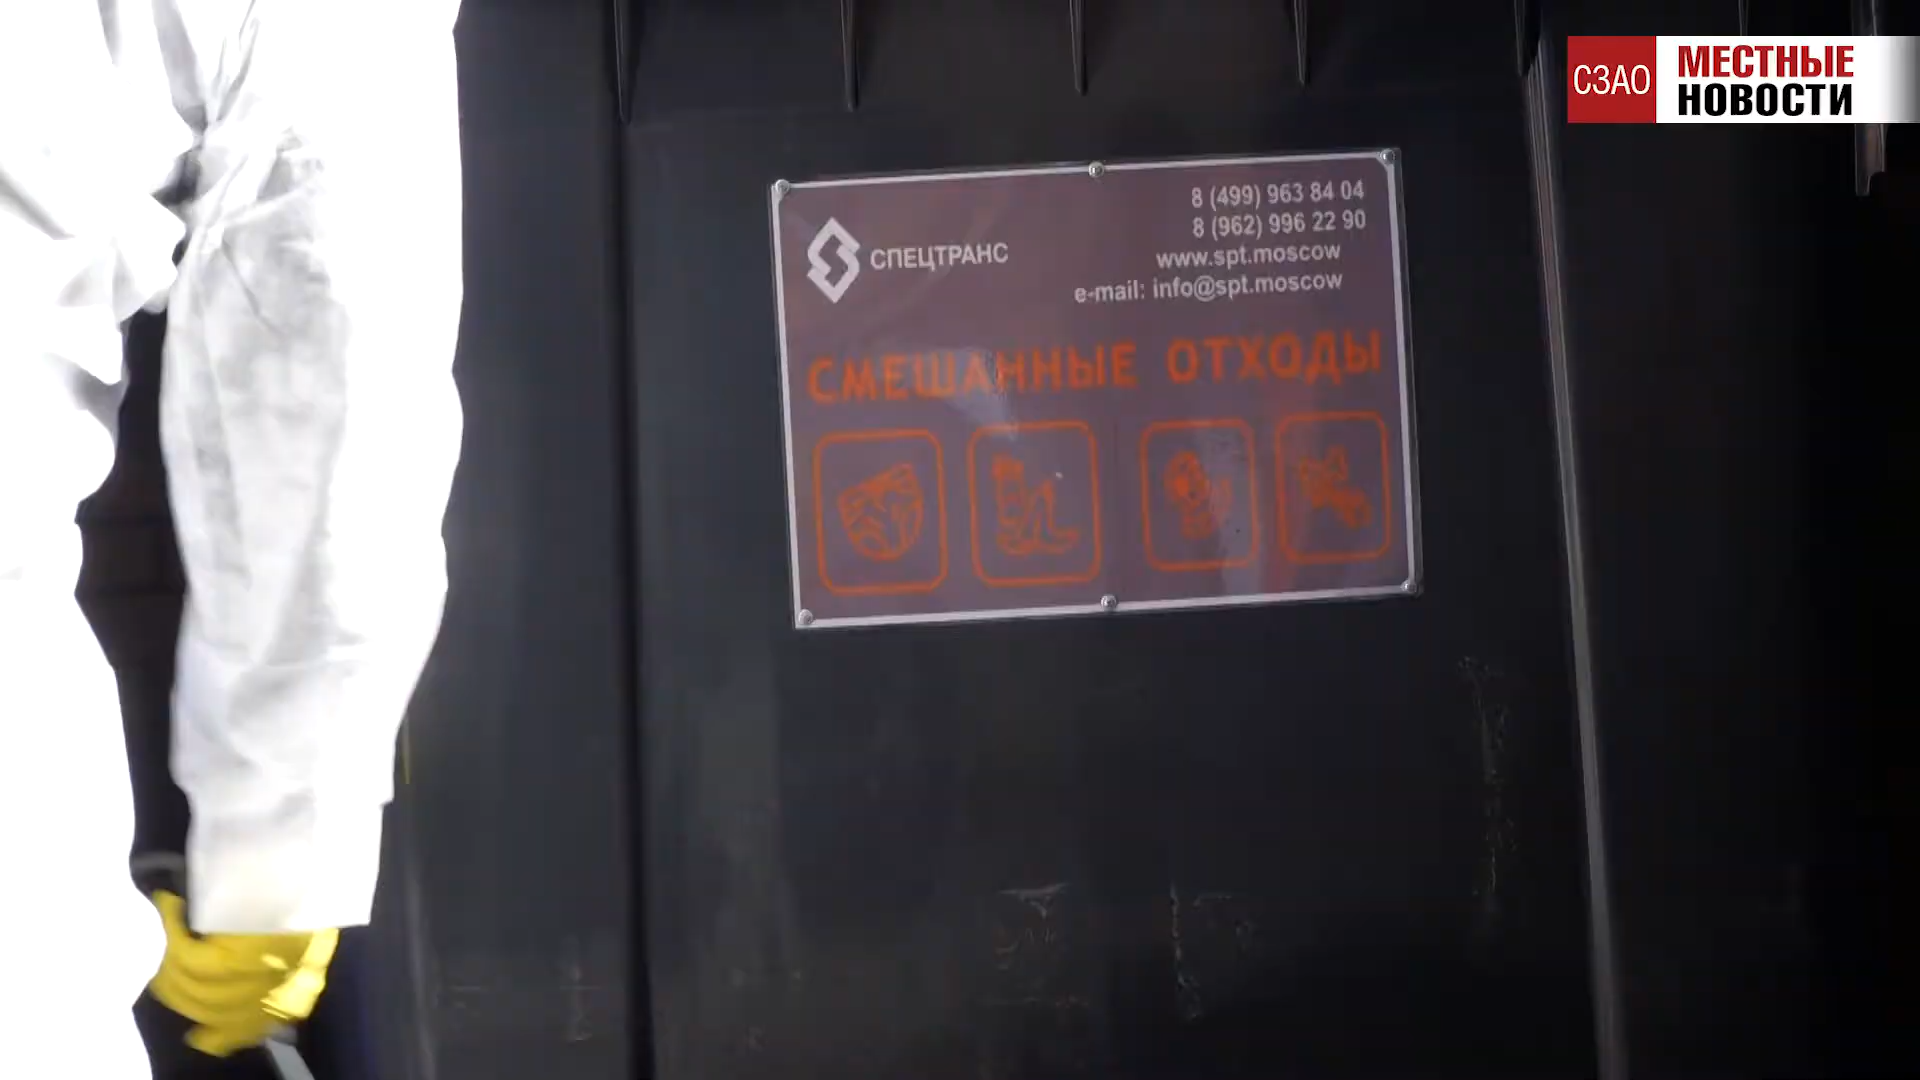 СЗАО
МЕСТНЫЕ
НОВОСТИ
8 (499) 963 84 04
8 (962) 996 22 90
www.spt.moscow
e-mail: info@spt.moscow
СПЕЦТРАНС
СМЕШАННЫЕ ОТХОДЫ